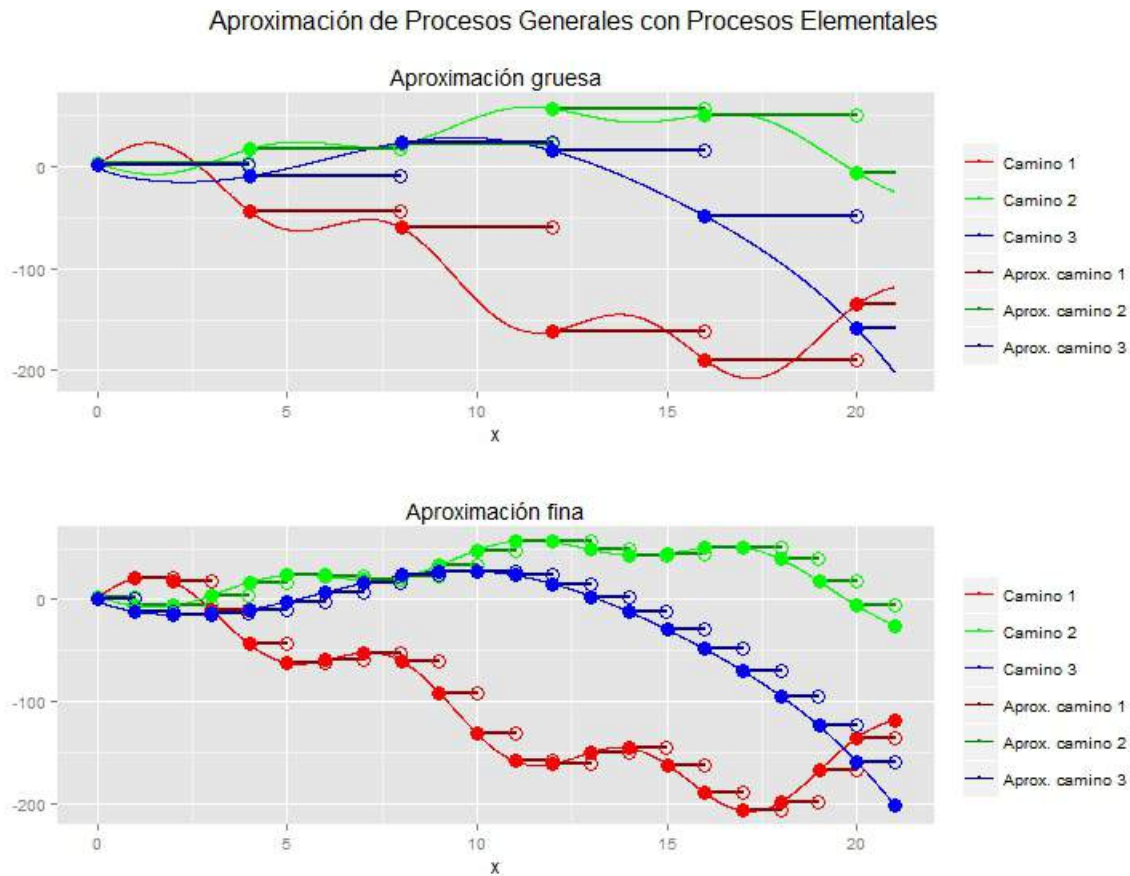 Aproximación de Procesos Generales con Procesos Elementales
Aproximación gruesa
0
-100
-200
0
5
10
15
20
x
Camino 1
Camino 2
Camino 3
Aprox. camino 1
Aprox. camino 2
Aprox. camino 3
Aproximación fina
0
-100
-200
0
5
10
15
20
x
Camino 1
Camino 2
Camino 3
Aprox. camino 1
Aprox. camino 2
Aprox. camino 3